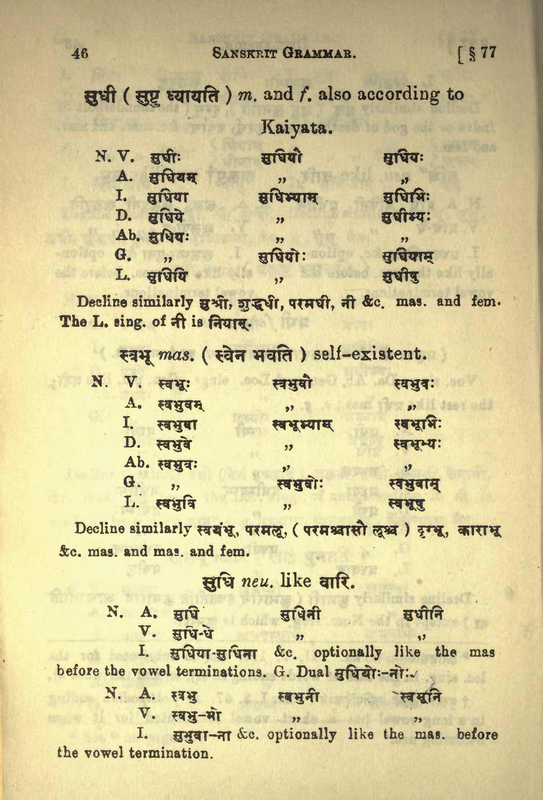 46 SANSKRIT GRAMMAR. [ § 77
सुधी ( सुष्ठु ध्यायति ) m. and f. also according to
Kaiyata.
N. V. सुधीः सुधियौ सुधियः
A. सुधियम् ,, ,,
I. सुधिया सुधिभ्याम् सुधिभिः
D. सुधिये ,, सुधीभ्यः
Ab. सुधियः ,, ,,
G. ,, सुधियोः सुधियाम्
L. सुधियि ,, सुधीषु
Decline similarly सुश्री, शुद्धधी, परमधी, नी &c. mas. and fem.
The L. sing. of नी is नियाम्.
स्वभू mas. ( स्वेन भवति ) self-existent.
N. V. स्वभूः स्वभुवौ स्वभुवः
A. स्वभुवम् ,, ,,
I. स्वभुवा स्वभूभ्याम् स्वभूभिः
D. स्वभुवे ,, स्वभूभ्यः
Ab. स्वभुवः ,, ,,
G. ,, स्वभुवोः स्वभुवाम्
L. स्वभुवि ,, स्वभूषु
Decline similarly स्वयंभू, परमलू, ( परमश्चासौ लूश्च ) दृग्भू, काराभू
&c. mas. and mas. and fem.
सुधि neu. like वारि.
N. A. सुधि सुधिनी सुधीनि
V. सुधि-धे ,, ,,
I. सुधिया-सुधिना &c. optionally like the mas
before the vowel terminations. G. Dual सुधियोः-नोः.
N. A. स्वभु स्वभुनी स्वभूनि
V. स्वभु-भो ,, ,,
I. सुभुवा-ना &c. optionally like the mas. before
the vowel termination.